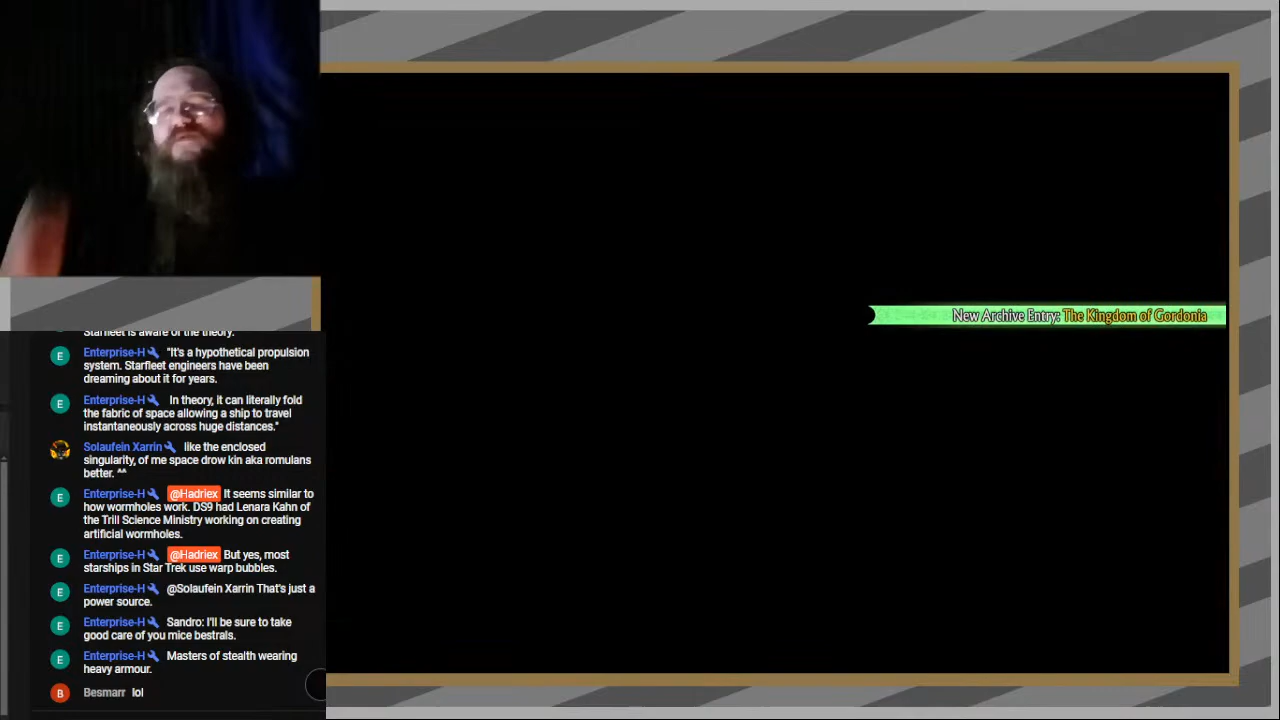 Starfleet is aware of the theory.
Enterprise-H "It's a hypothetical propulsion
system. Starfleet engineers have been
dreaming about it for years.
Enterprise-H In theory, it can literally fold
the fabric of space allowing a ship to travel
instantaneously across huge distances."
Solaufein Xarrin like the enclosed
singularity, of me space drow kin aka romulans
better. ^^
Enterprise-H @Hadriex It seems similar to
how wormholes work. DS9 had Lenara Kahn of
the Trill Science Ministry working on creating
artificial wormholes.
Enterprise-H @Hadriex But yes, most
starships in Star Trek use warp bubbles.
Enterprise-H @Solaufein Xarrin That's just a
power source.
Enterprise-H Sandro: I'll be sure to take
good care of you mice bestrals.
Enterprise-H Masters of stealth wearing
heavy armour.
Besmarr lol
New Archive Entry: The Kingdom of Gordonia